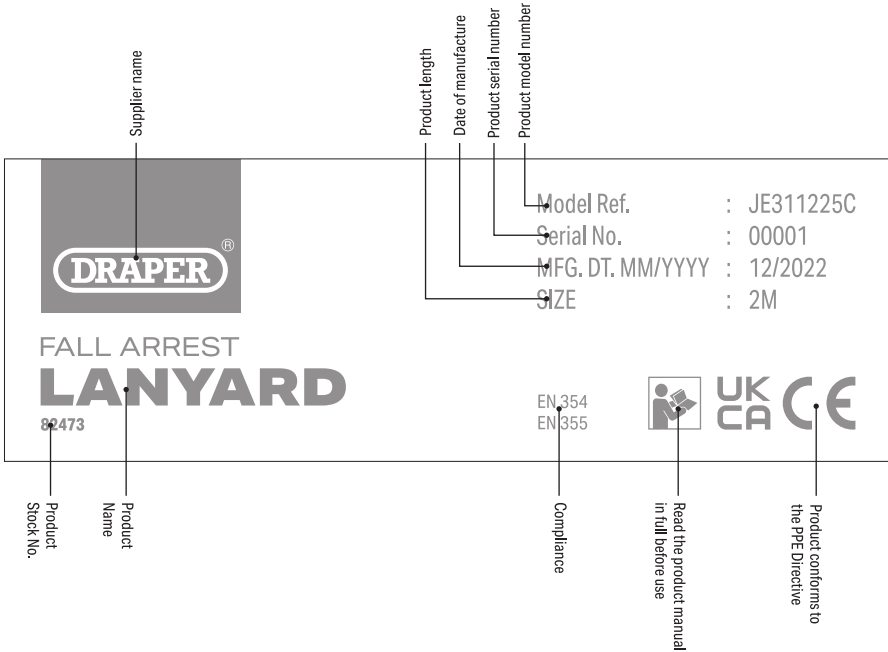 Supplier name
Product length
Date of manufacture
Product serial number
Product model number
DRAPER®
Model Ref. : JE311225C
Serial No. : 00001
MFG. DT. MM/YYYY : 12/2022
SIZE : 2M
FALL ARREST
LANYARD
82473
EN 354
EN 355
UK
CA
CE
Product
Stock No.
Product
Name
Compliance
Read the product manual
in full before use
Product conforms to
the PPE Directive